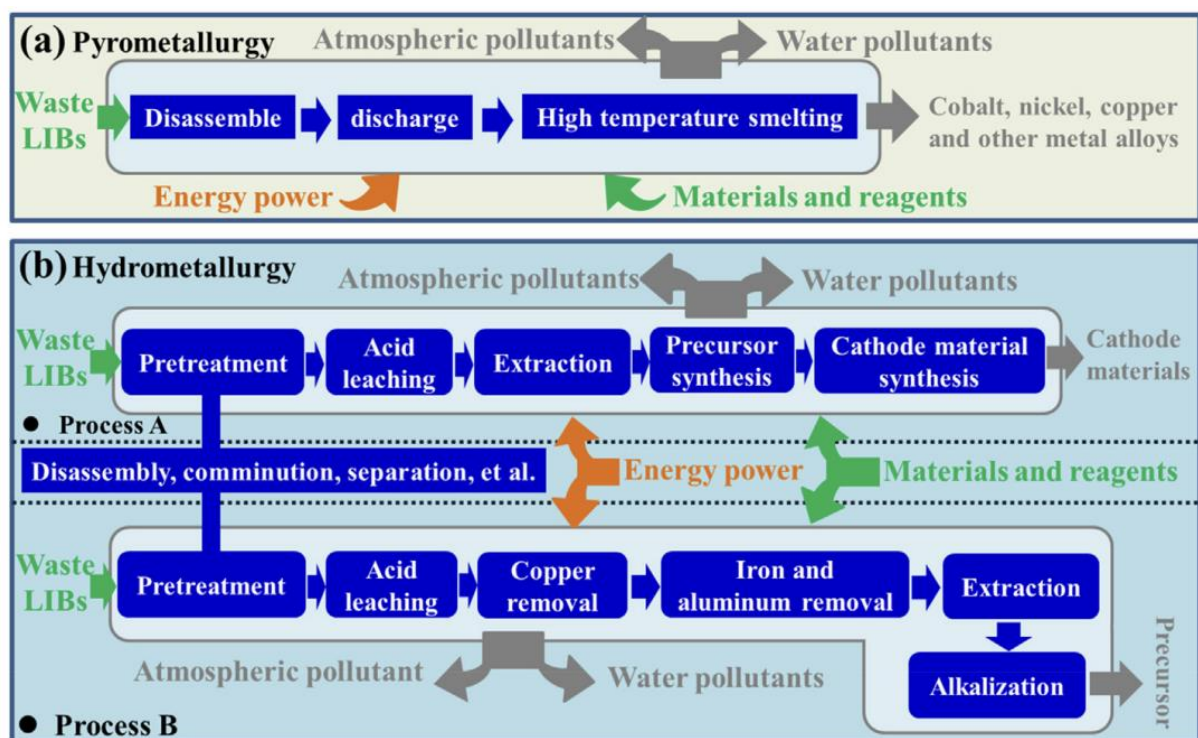 (a) Pyrometallurgy
Atmospheric pollutants
Water pollutants
Waste
LIBs
Disassemble
discharge
High temperature smelting
Cobalt, nickel, copper
and other metal alloys
Energy power
Materials and reagents
(b) Hydrometallurgy
Atmospheric pollutants
Water pollutants
Waste
LIBs
Pretreatment
Acid
leaching
Extraction
Precursor
synthesis
Cathode material
synthesis
Cathode
materials
● Process A
Disassembly, comminution, separation, et al.
Energy power
Materials and reagents
Waste
LIBs
Pretreatment
Acid
leaching
Copper
removal
Iron and
aluminum removal
Extraction
Alkalization
Precursor
Atmospheric pollutant
Water pollutants
● Process B